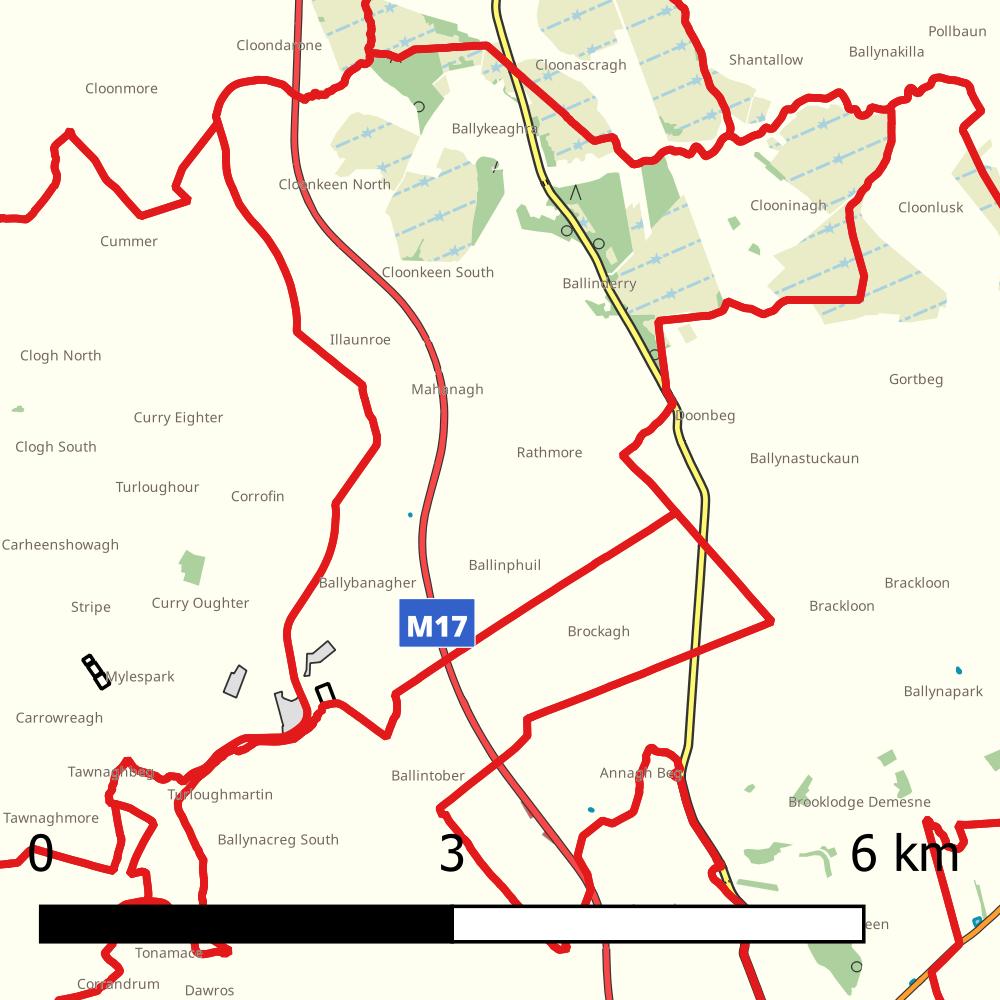 Pollbaun
Cloondarone
Ballynakilla
Shantallow
Cloonascragh
Cloonmore
Ballykeaghra
Cloonkeen North
Clooninagh
Cloonlusk
Cummer
Cloonkeen South
Ballinderry
Illaunroe
Clogh North
Gortbeg
Mahanagh
Doonbeg
Curry Eighter
Clogh South
Rathmore
Ballynastuckaun
Turloughour
Corrofin
Carheenshowagh
Ballinphuil
Ballybanagher
Brackloon
Stripe
Curry Oughter
Brackloon
M17
Brockagh
Mylespark
Ballynapark
Carrowreagh
Tawnaghbeg
Ballintober
Annagh Beg
Turloughmartin
Brooklodge Demesne
Tawnaghmore
Ballynacreg South
0 3 6 km
een
Tonamace
Corrandrum
Dawros